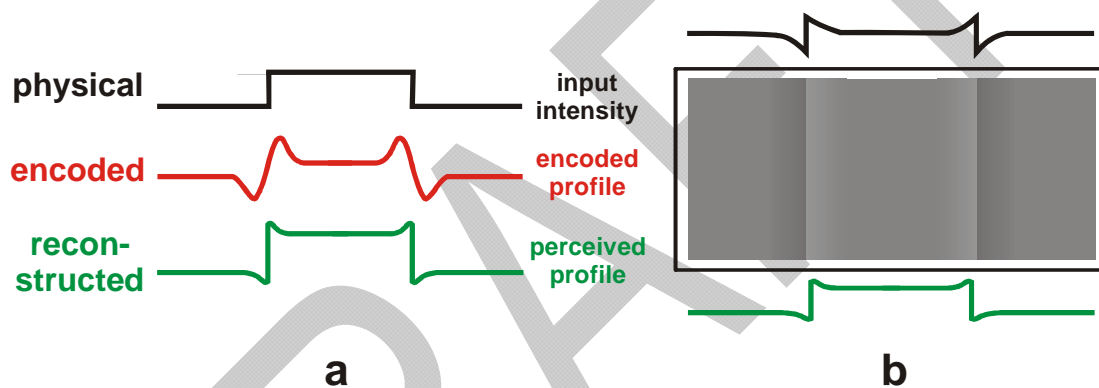 physical
input
intensity
encoded
encoded
profile
recon-
structed
perceived
profile
a
b